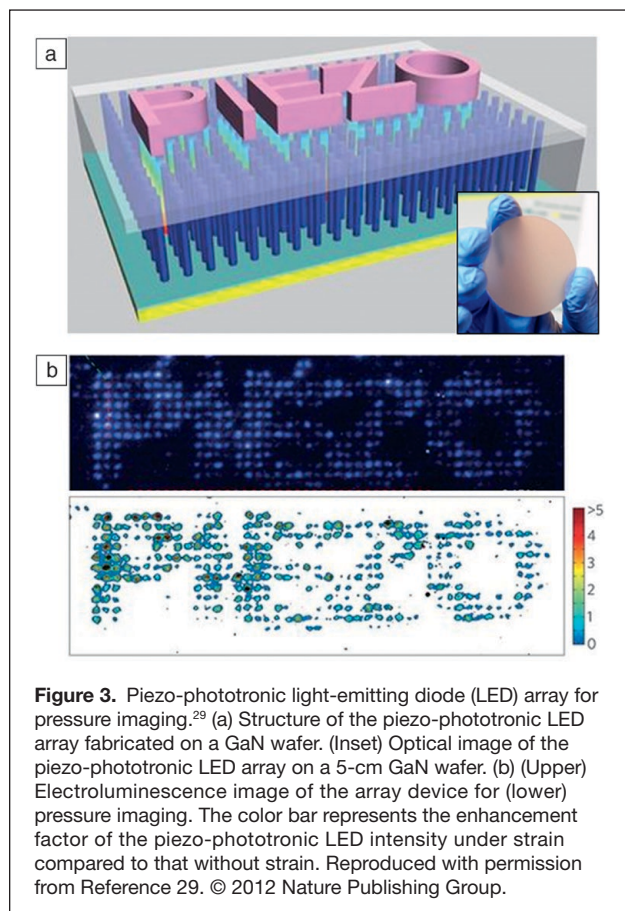 a
PIEZO
b
PIEZO
PIEZO
>5
4
3
2
1
0
Figure 3. Piezo-phototronic light-emitting diode (LED) array for
pressure imaging.29 (a) Structure of the piezo-phototronic LED
array fabricated on a GaN wafer. (Inset) Optical image of the
piezo-phototronic LED array on a 5-cm GaN wafer. (b) (Upper)
Electroluminescence image of the array device for (lower)
pressure imaging. The color bar represents the enhancement
factor of the piezo-phototronic LED intensity under strain
compared to that without strain. Reproduced with permission
from Reference 29. © 2012 Nature Publishing Group.